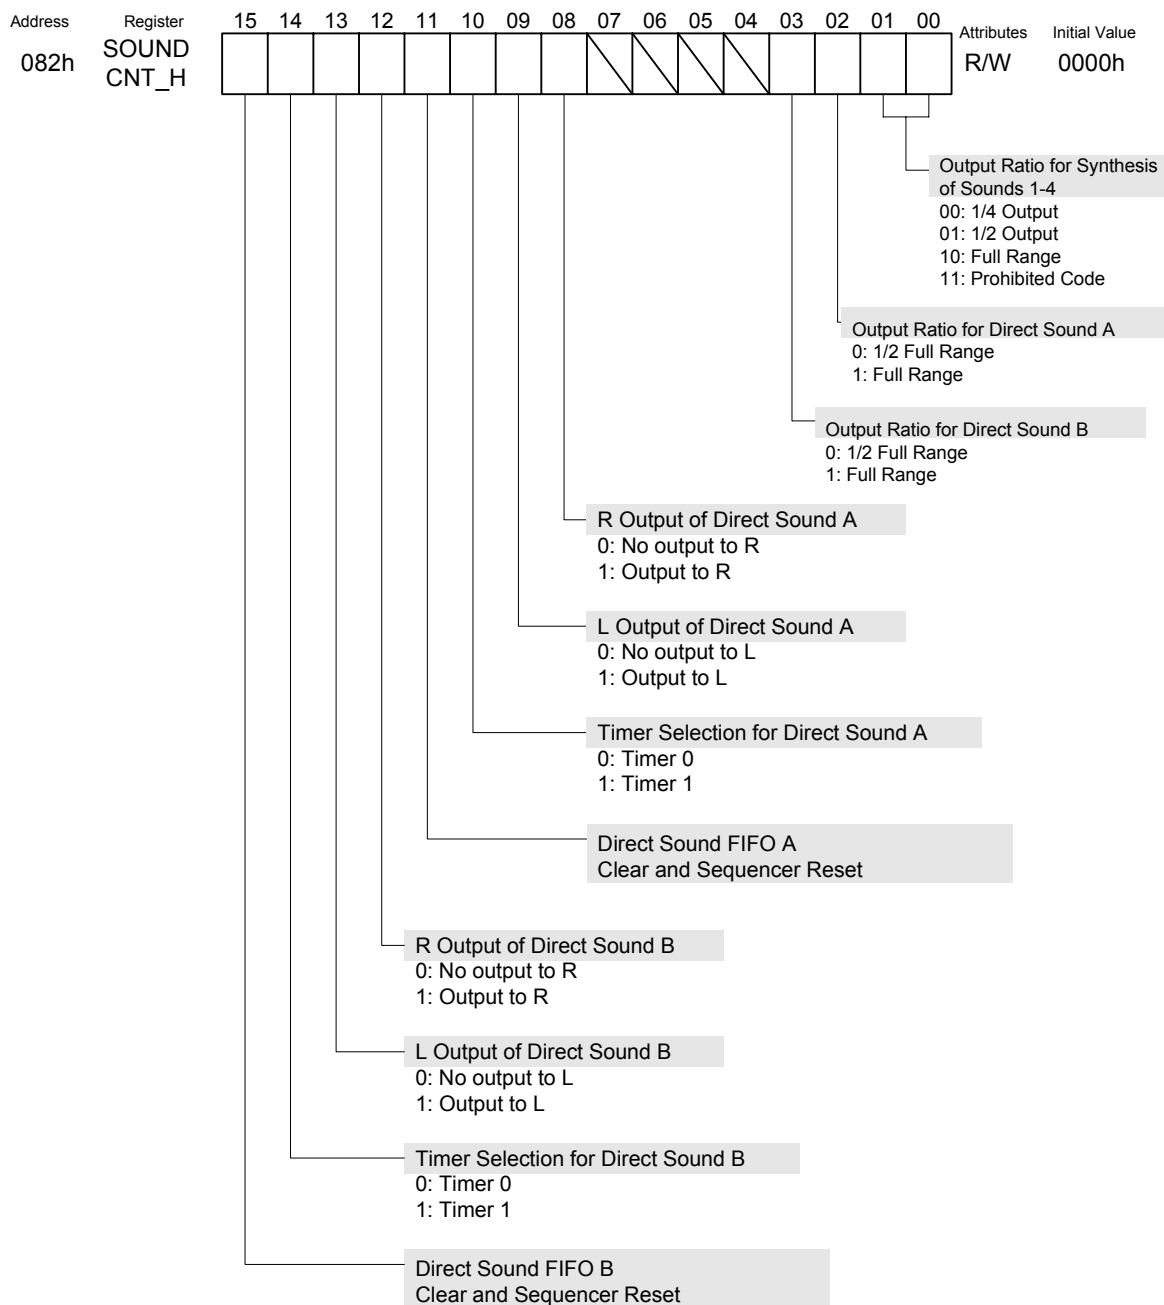 Address Register 15 14 13 12 11 10 09 08 07 06 05 04 03 02 01 00 Attributes Initial Value
082h SOUND CNT_H R/W 0000h
Output Ratio for Synthesis
of Sounds 1-4
00: 1/4 Output
01: 1/2 Output
10: Full Range
11: Prohibited Code
Output Ratio for Direct Sound A
0: 1/2 Full Range
1: Full Range
Output Ratio for Direct Sound B
0: 1/2 Full Range
1: Full Range
R Output of Direct Sound A
0: No output to R
1: Output to R
L Output of Direct Sound A
0: No output to L
1: Output to L
Timer Selection for Direct Sound A
0: Timer 0
1: Timer 1
Direct Sound FIFO A
Clear and Sequencer Reset
R Output of Direct Sound B
0: No output to R
1: Output to R
L Output of Direct Sound B
0: No output to L
1: Output to L
Timer Selection for Direct Sound B
0: Timer 0
1: Timer 1
Direct Sound FIFO B
Clear and Sequencer Reset